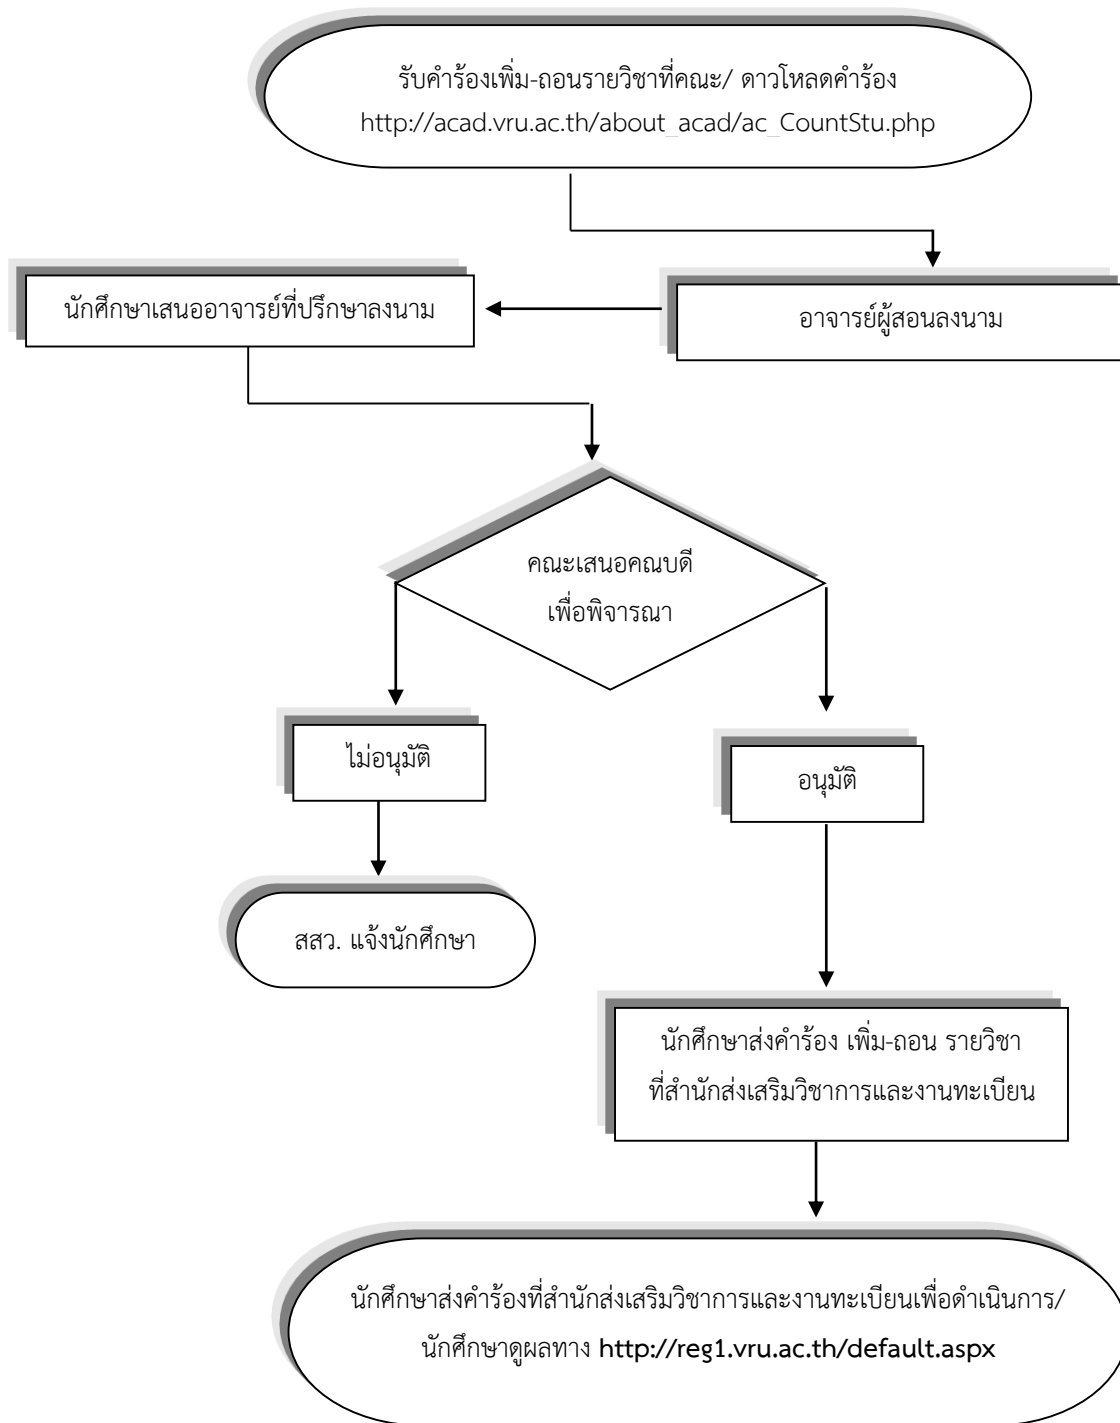 รับคำร้องเพิ่ม-ถอนรายวิชาที่คณะ/ ดาวโหลดคำร้อง
http://acad.vru.ac.th/about_acad/ac_CountStu.php
นักศึกษาเสนออาจารย์ที่ปรึกษาลงนาม
อาจารย์ผู้สอนลงนาม
คณะเสนอคณบดี
เพื่อพิจารณา
ไม่อนุมัติ
อนุมัติ
สสว. แจ้งนักศึกษา
นักศึกษาส่งคำร้อง เพิ่ม-ถอน รายวิชา
ที่สำนักส่งเสริมวิชาการและงานทะเบียน
นักศึกษาส่งคำร้องที่สำนักส่งเสริมวิชาการและงานทะเบียนเพื่อดำเนินการ/
นักศึกษาดูผลทาง http://reg1.vru.ac.th/default.aspx